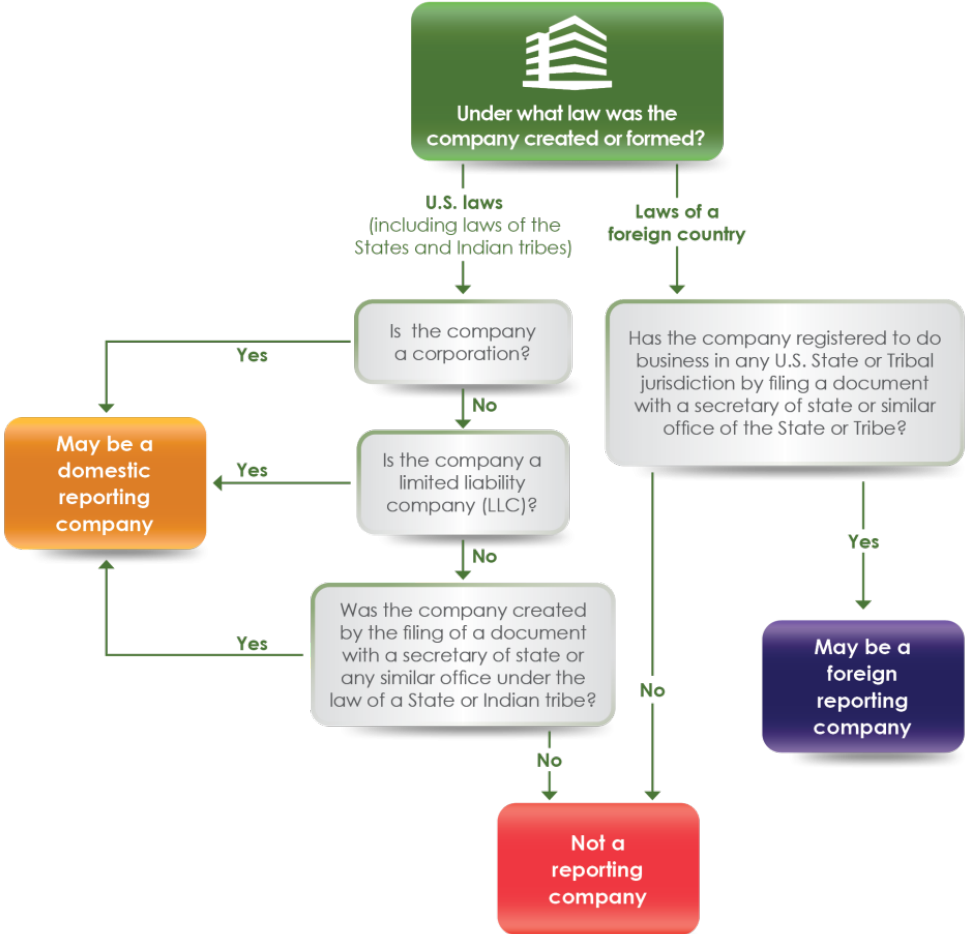 Under what law was the
company created or formed?
U.S. laws
(including laws of the
States and Indian tribes)
Laws of a
foreign country
Is the company
a corporation?
Has the company registered to do
business in any U.S. State or Tribal
jurisdiction by filing a document
with a secretary of state or similar
office of the State or Tribe?
Yes
No
May be a
domestic
reporting
company
Yes
Is the company a
limited liability
company (LLC)?
No
Yes
Was the company created
by the filing of a document
with a secretary of state or
any similar office under the
law of a State or Indian tribe?
Yes
No
May be a
foreign
reporting
company
No
Not a
reporting
company